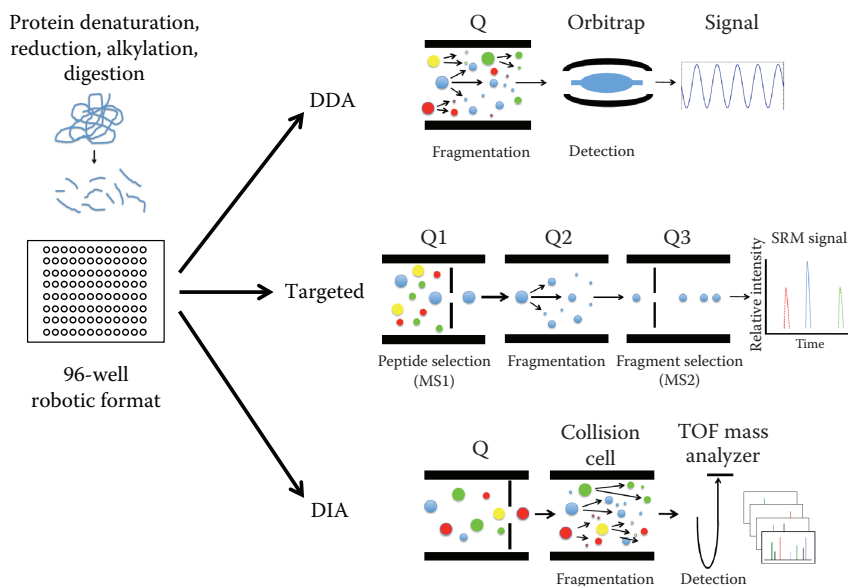 Protein denaturation,
reduction, alkylation,
digestion
96-well
robotic format
DDA
Q
Orbitrap
Signal
Fragmentation
Detection
Targeted
Q1
Q2
Q3
SRM signal
Relative intensity
Time
Peptide selection
(MS1)
Fragmentation
Fragment selection
(MS2)
DIA
Q
Collision
cell
TOF mass
analyzer
Fragmentation
Detection